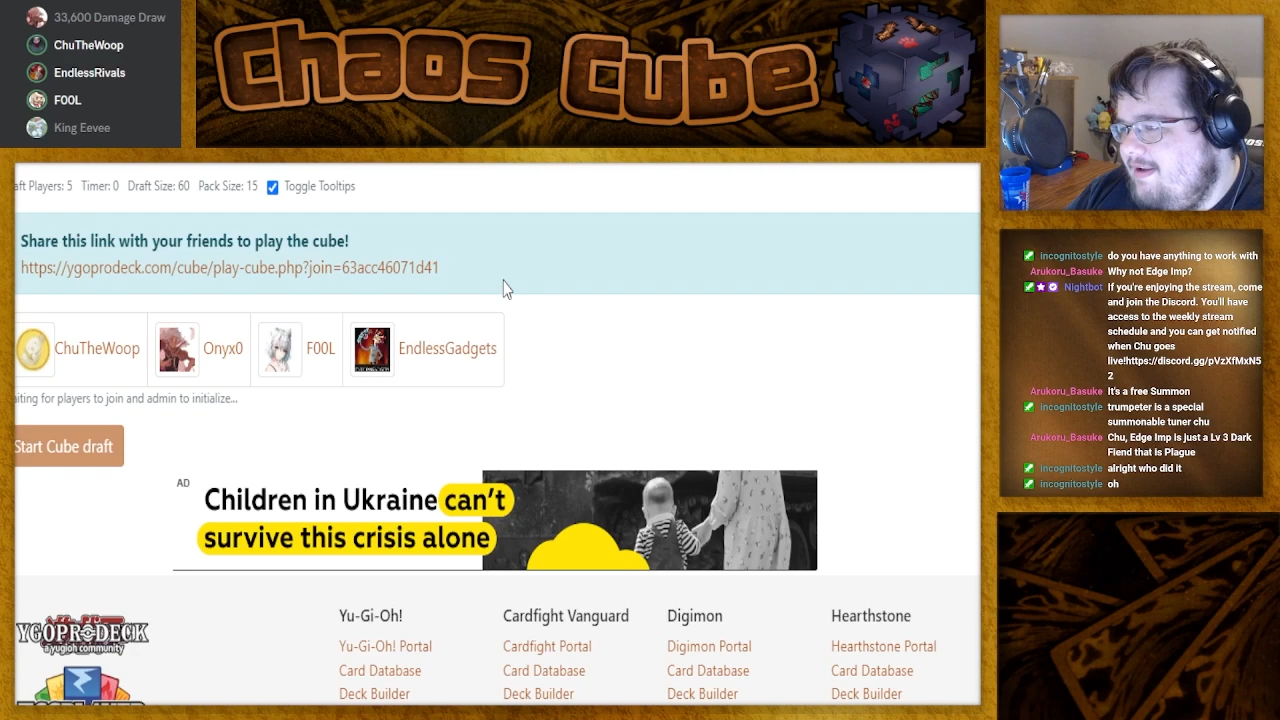 33,600 Damage Draw
ChuTheWoop
EndlessRivals
F00L
King Eevee
Chaos Cube
aft Players: 5 Timer: 0 Draft Size: 60 Pack Size: 15 Toggle Tooltips
Share this link with your friends to play the cube!
https://ygoprodeck.com/cube/play-cube.php?join=63acc46071d41
ChuTheWoop
Onyx0
F00L
EndlessGadgets
aiting for players to join and admin to initialize...
Start Cube draft
AD
Children in Ukraine can't
survive this crisis alone
YGOPRODECK
a yugioh community
Yu-Gi-Oh!
Yu-Gi-Oh! Portal
Card Database
Deck Builder
Cardfight Vanguard
Cardfight Portal
Card Database
Deck Builder
Digimon
Digimon Portal
Card Database
Deck Builder
Hearthstone
Hearthstone Portal
Card Database
Deck Builder
incognitostyle do you have anything to work with
Arukoru_Basuke Why not Edge Imp?
Nightbot If you're enjoying the stream, come
and join the Discord. You'll have
access to the weekly stream
schedule and you can get notified
when Chu goes
live!https://discord.gg/pVzXfMxN5
2
Arukoru_Basuke It's a free Summon
incognitostyle trumpeter is a special
summonable tuner chu
Arukoru_Basuke Chu, Edge Imp is just a Lv 3 Dark
Fiend that is Plague
incognitostyle alright who did it
incognitostyle oh